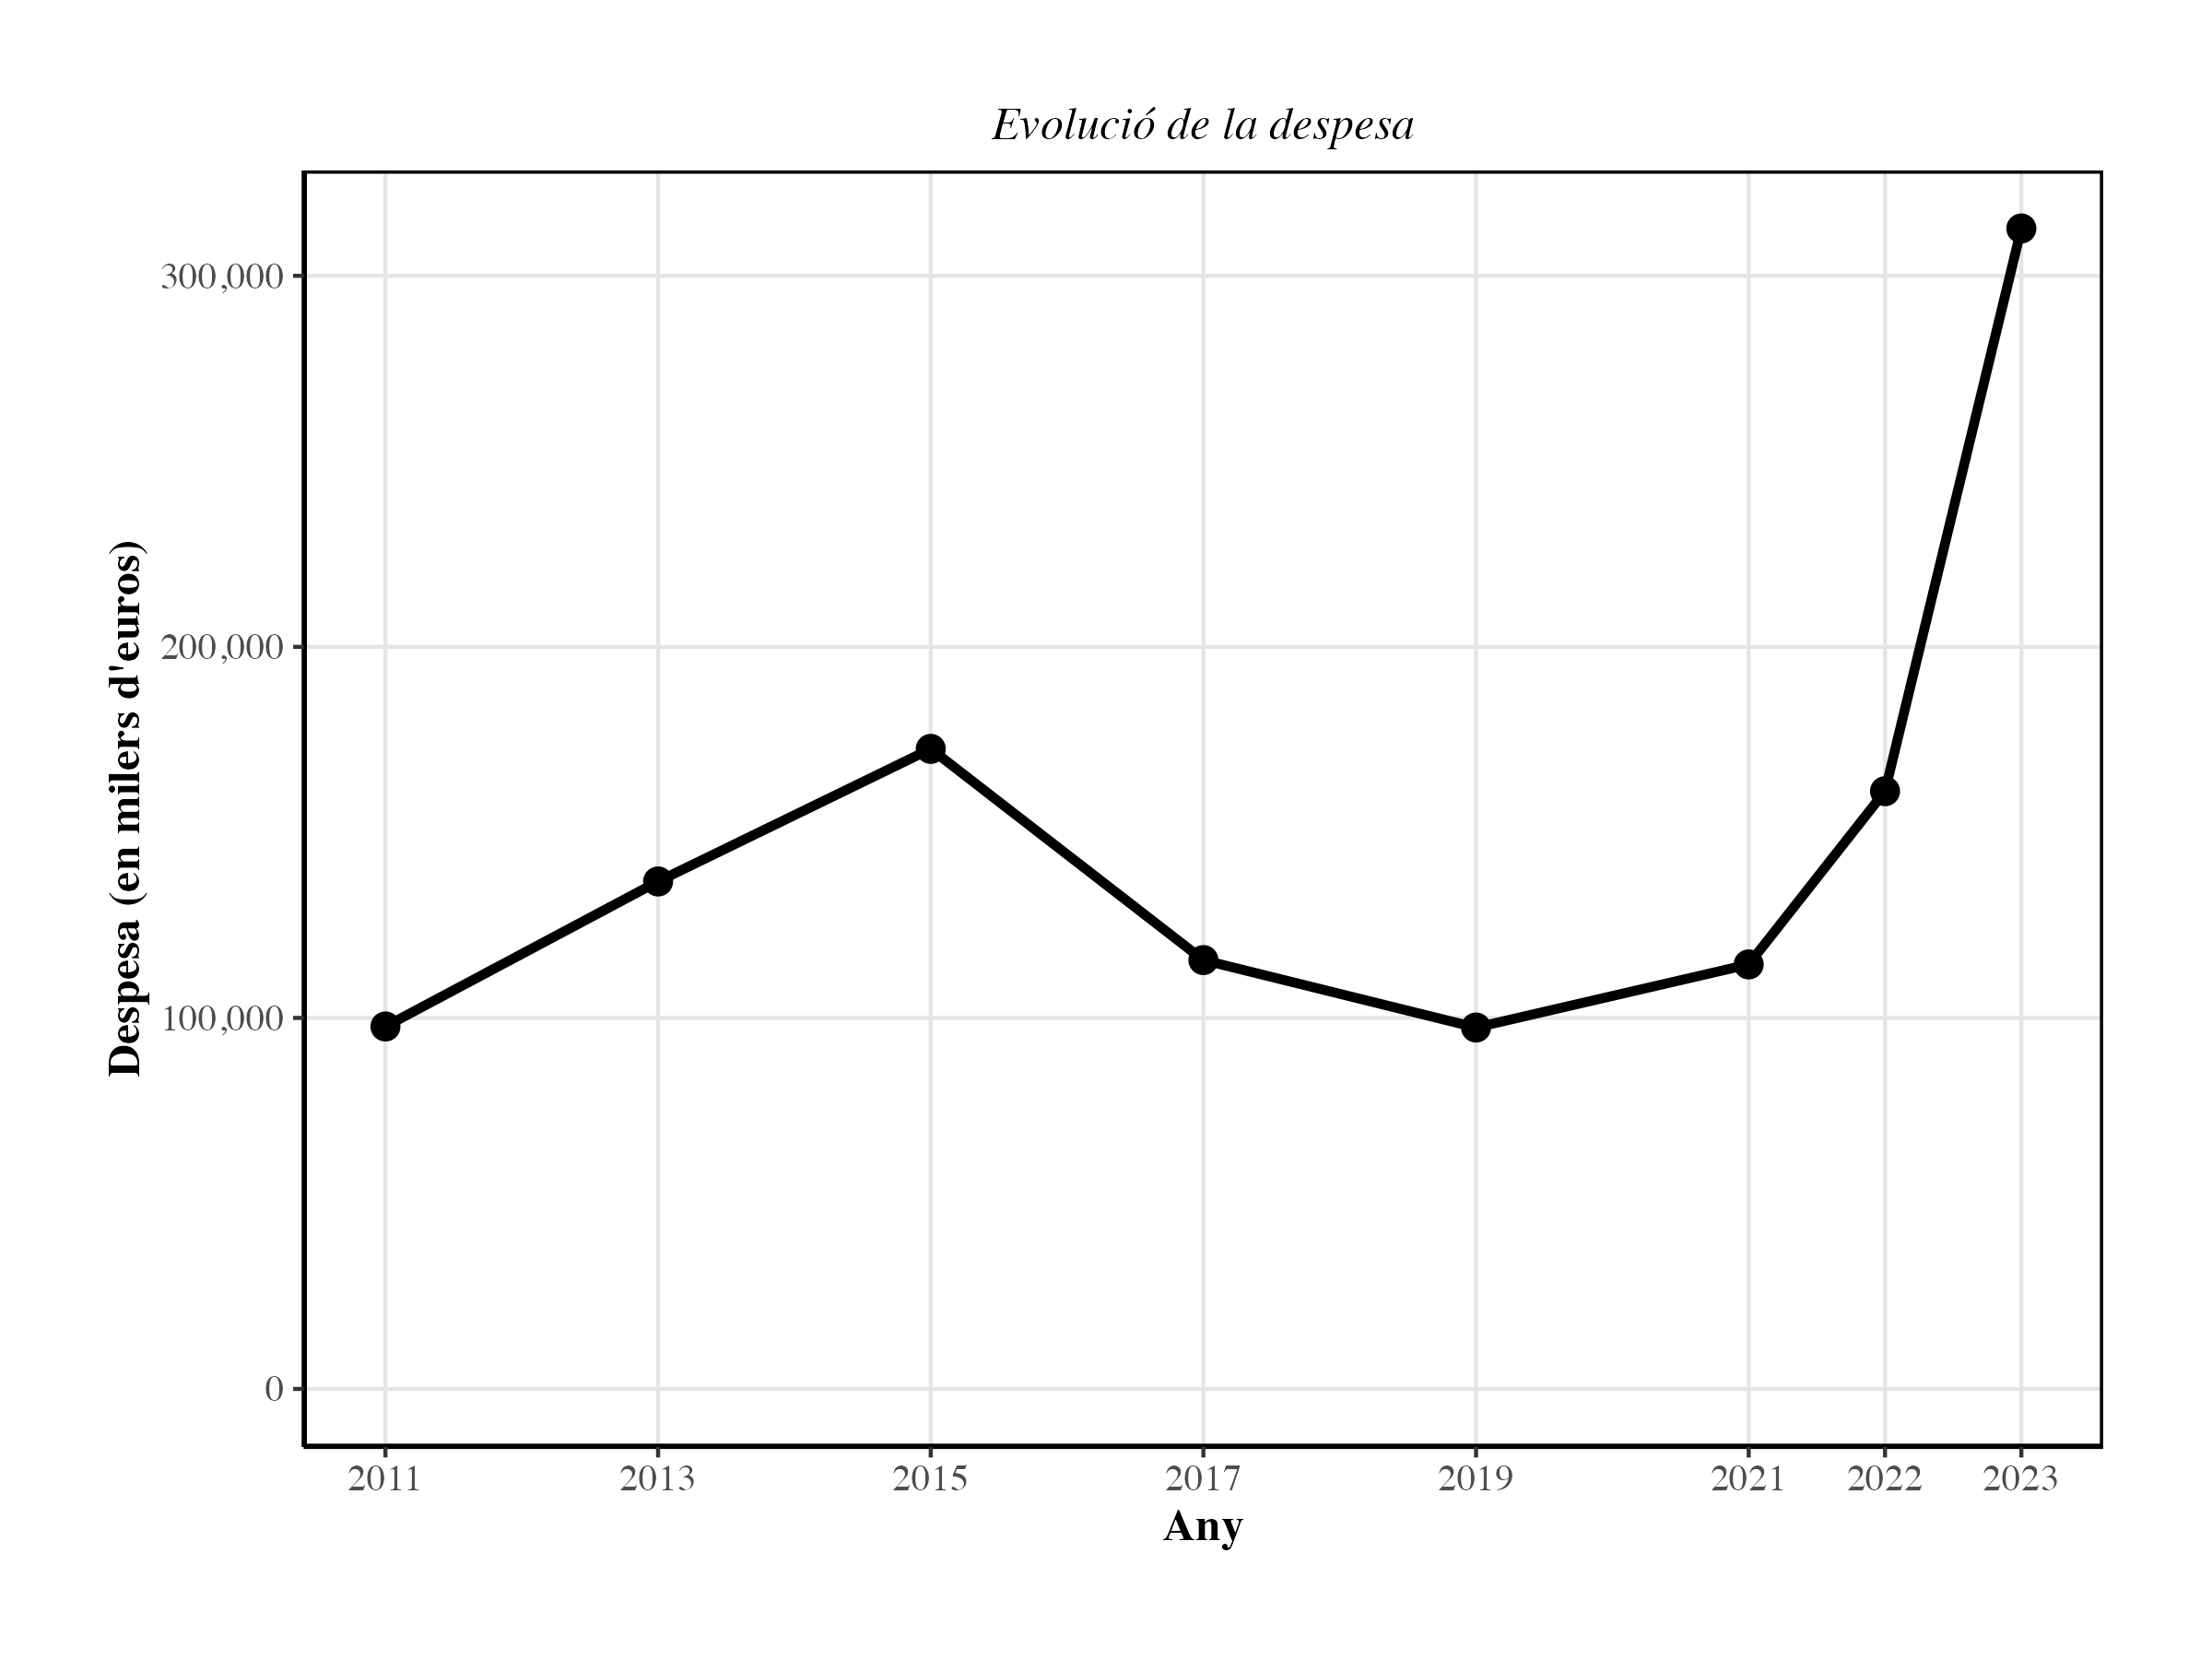 Evolució de la despesa
Despesa (en milers d'euros)
300,000
200,000
100,000
0
2011 2013 2015 2017 2019 2021 2022 2023
Any